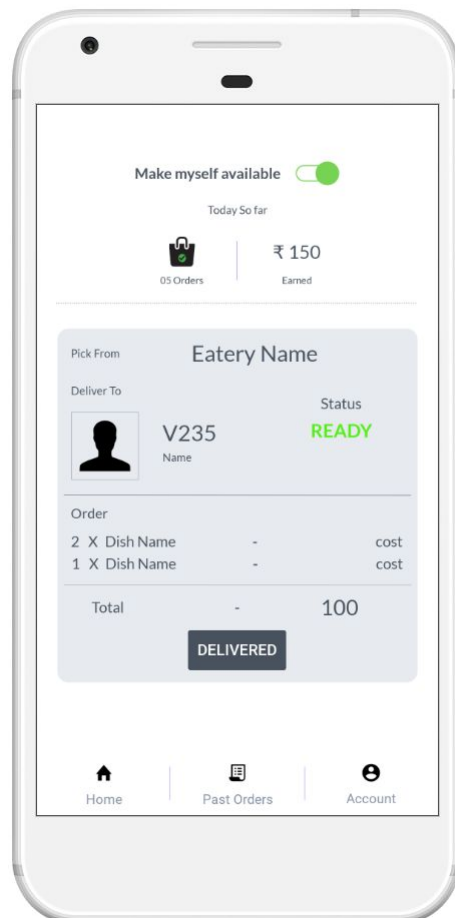 Make myself available
Today So far
₹ 150
05 Orders
Earned
Pick From
Eatery Name
Deliver To
Status
V235
READY
Name
Order
2 X Dish Name - cost
1 X Dish Name - cost
Total - 100
DELIVERED
Home
Past Orders
Account